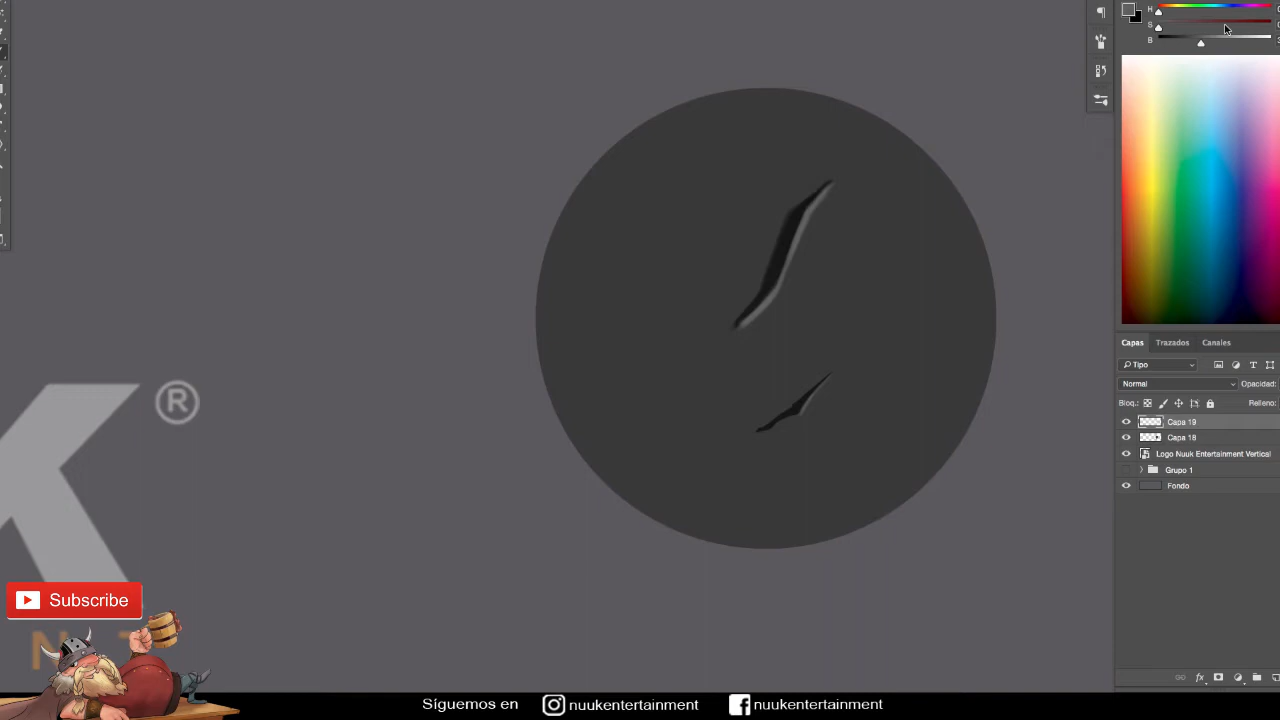 H
S
B
Capas Trazados Canales
Tipo
Normal Opacidad:
Bloq.: Relleno:
Capa 19
Capa 18
Logo Nuuk Entertainment Vertical
Grupo 1
Fondo
fx
®
Subscribe
Síguemos en nuukentertainment nuukentertainment